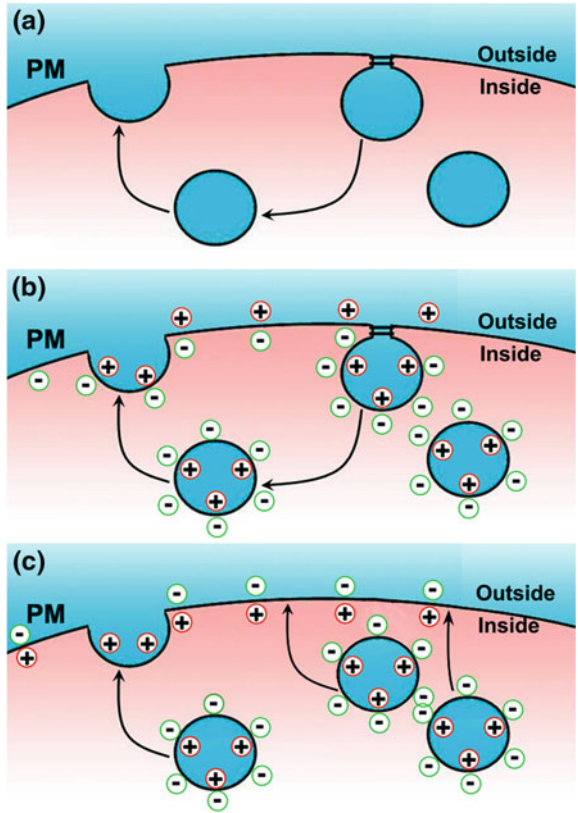 (a)
PM
Outside
Inside
(b)
PM
Outside
Inside
(c)
PM
Outside
Inside